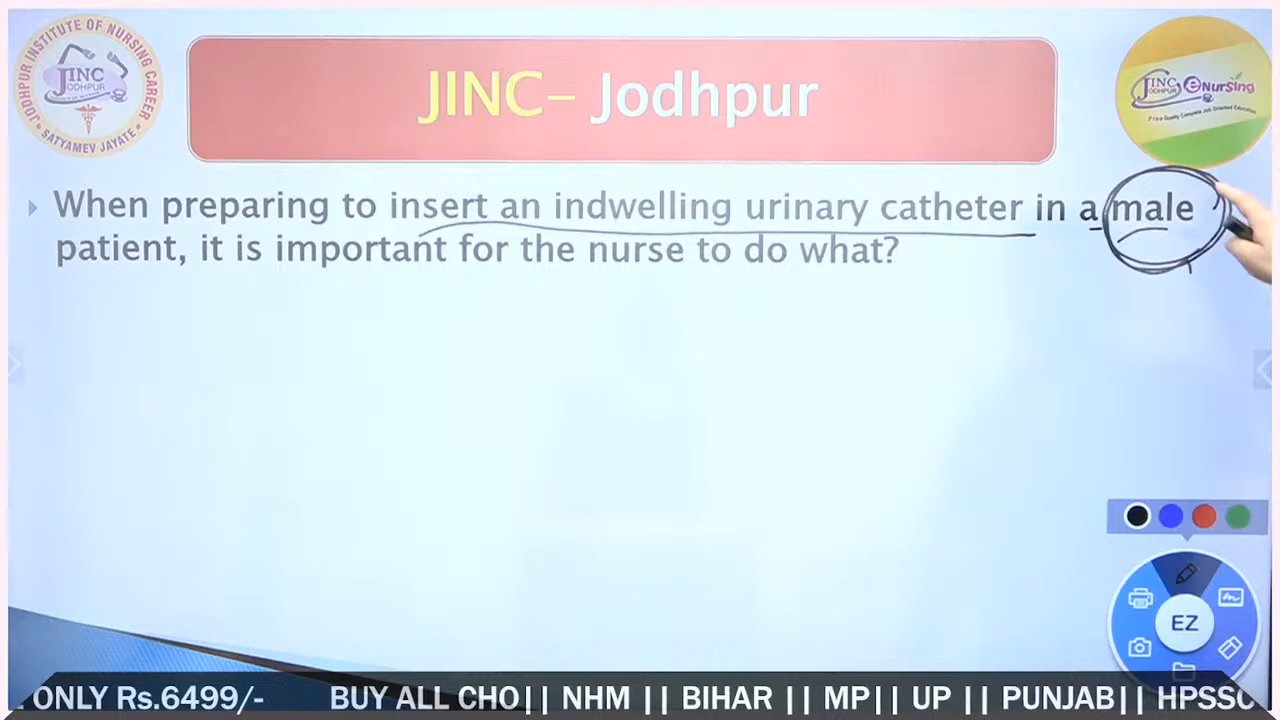 JODHPUR INSTITUTE OF NURSING CAREER
JINC
JODHPUR
SATYAMEV JAYATE
JINC- Jodhpur
JINC
JODHPUR
eNursing
When preparing to insert an indwelling urinary catheter in a male
patient, it is important for the nurse to do what?
EZ
ONLY Rs.6499/- BUY ALL CHO|| NHM || BIHAR || MP|| UP || PUNJAB|| HPSSC